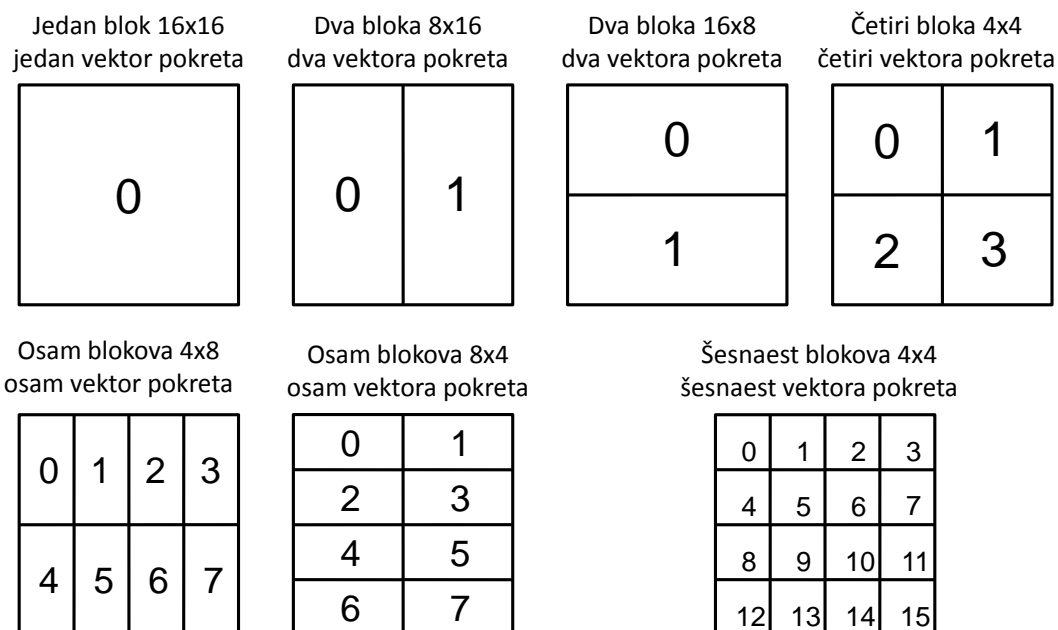 Jedan blok 16x16
jedan vektor pokreta
0
Dva bloka 8x16
dva vektora pokreta
0 1
Dva bloka 16x8
dva vektora pokreta
0
1
Četiri bloka 4x4
četiri vektora pokreta
0 1
2 3
Osam blokova 4x8
osam vektor pokreta
0 1 2 3
4 5 6 7
Osam blokova 8x4
osam vektora pokreta
0 1
2 3
4 5
6 7
Šesnaest blokova 4x4
šesnaest vektora pokreta
0 1 2 3
4 5 6 7
8 9 10 11
12 13 14 15